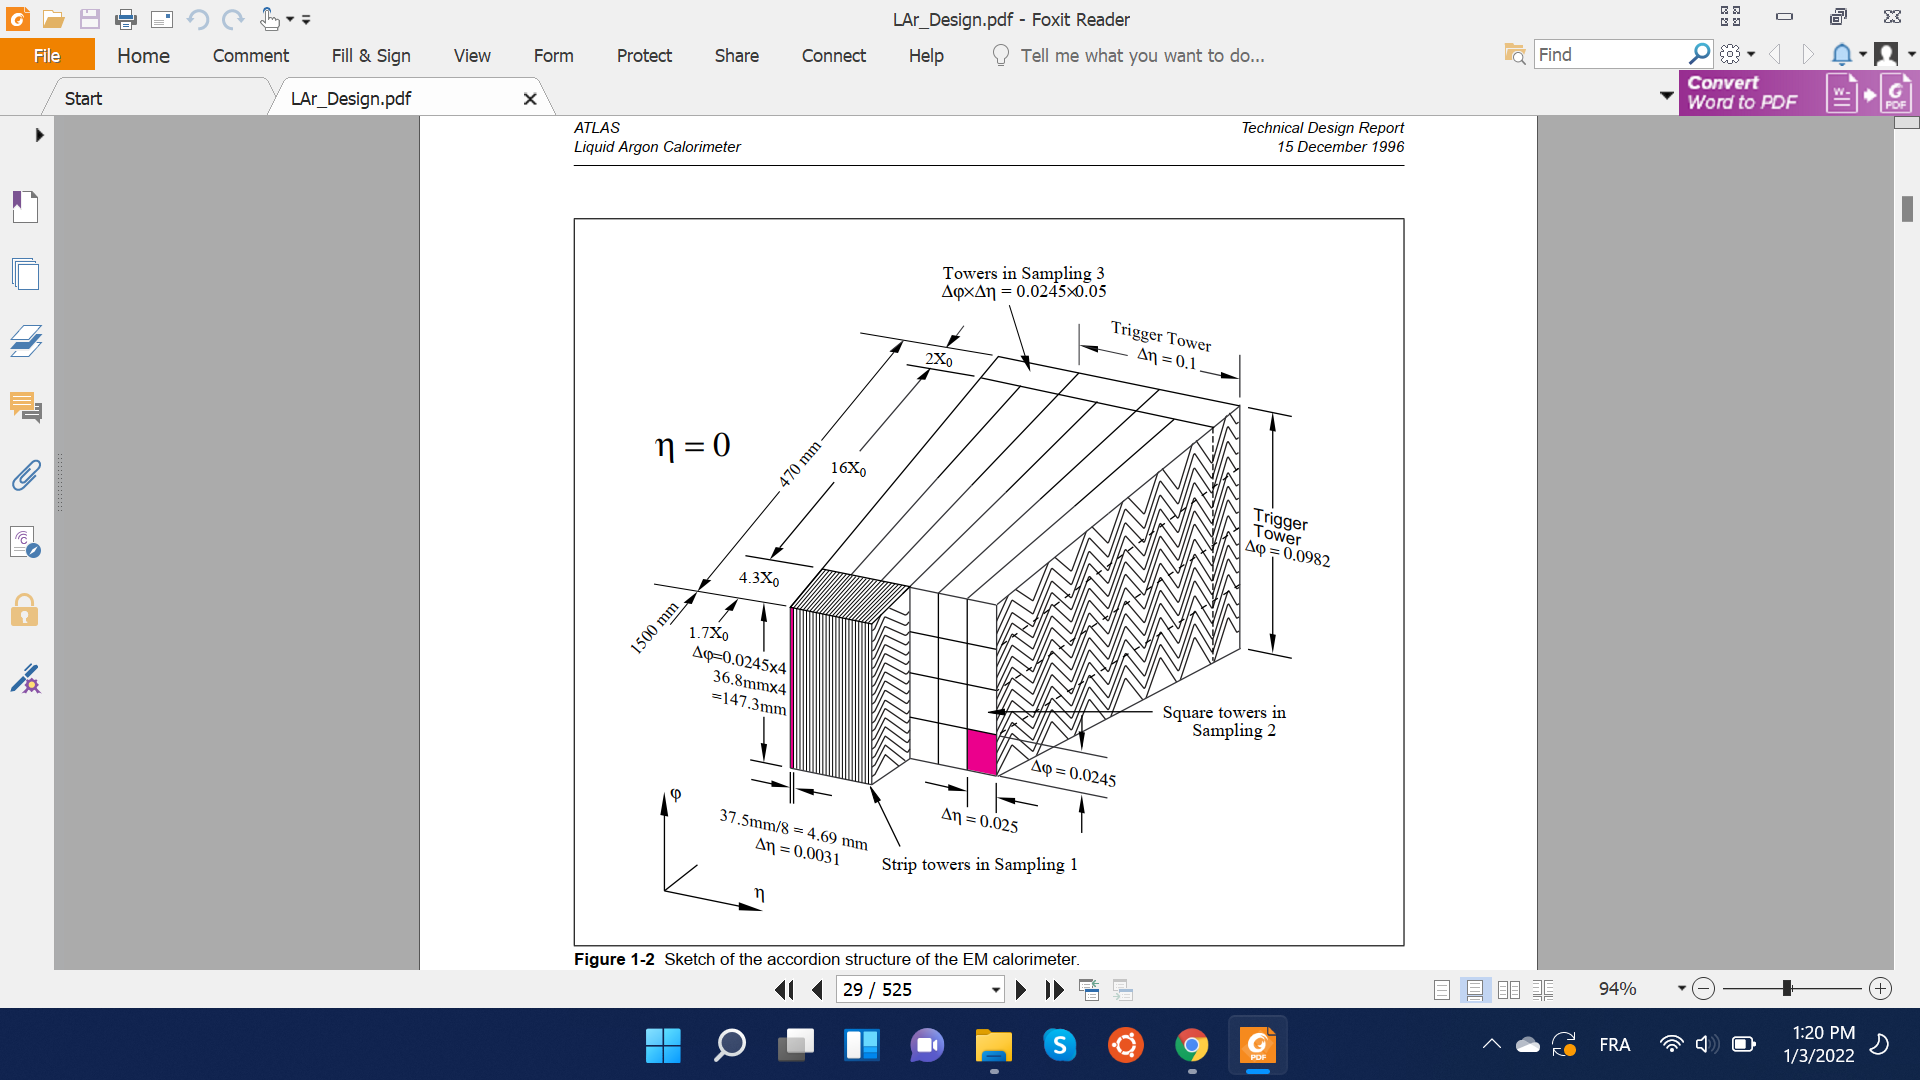 LAr_Design.pdf - Foxit Reader
File
Home
Comment
Fill & Sign
View
Form
Protect
Share
Connect
Help
Tell me what you want to do...
Find
Start
LAr_Design.pdf
Convert
Word to PDF
W
PDF
ATLAS
Technical Design Report
Liquid Argon Calorimeter
15 December 1996
Towers in Sampling 3
Δφ×Δη = 0.0245×0.05
Trigger Tower
Δη = 0.1
2X0
η = 0
470 mm
16X0
Trigger
Tower
Δφ = 0.0982
4.3X0
1500 mm
1.7X0
Δφ=0.0245x4
36.8mmx4
=147.3mm
Square towers in
Sampling 2
Δφ = 0.0245
Δη = 0.025
37.5mm/8 = 4.69 mm
Δη = 0.0031
Strip towers in Sampling 1
φ
η
Figure 1-2 Sketch of the accordion structure of the EM calorimeter.
29 / 525
94%
S
PDF
FRA
1:20 PM
1/3/2022